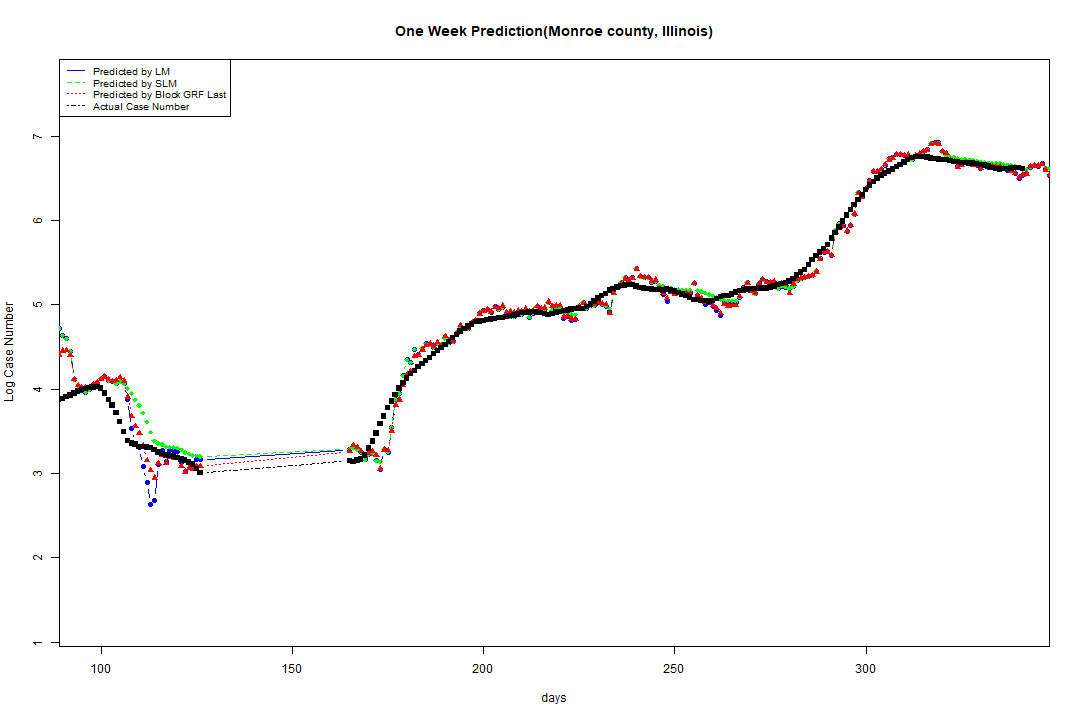 One Week Prediction(Monroe county, Illinois)
Predicted by LM
Predicted by SLM
Predicted by Block GRF Last
Actual Case Number
7
6
5
4
3
2
1
Log Case Number
100 150 200 250 300
days